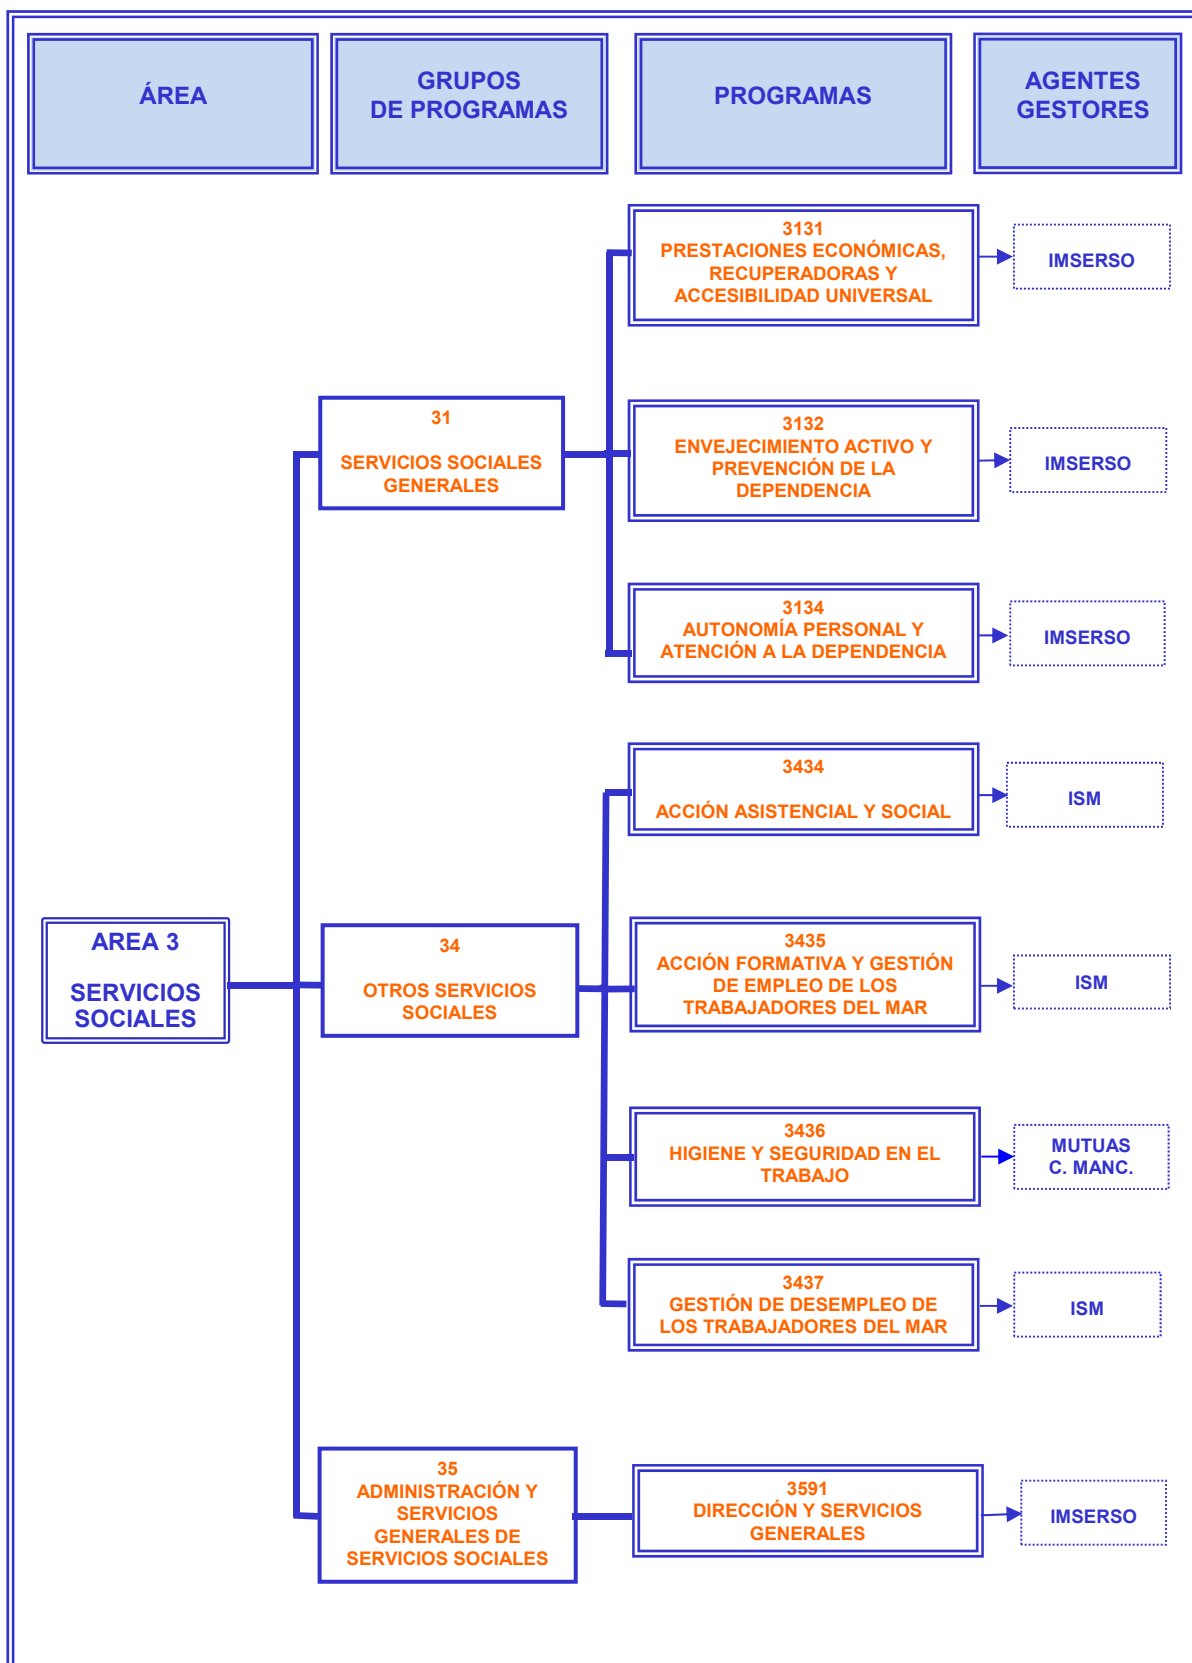 ÁREA
GRUPOS
DE PROGRAMAS
PROGRAMAS
AGENTES
GESTORES
3131
PRESTACIONES ECONÓMICAS,
RECUPERADORAS Y
ACCESIBILIDAD UNIVERSAL
IMSERSO
31
SERVICIOS SOCIALES
GENERALES
3132
ENVEJECIMIENTO ACTIVO Y
PREVENCIÓN DE LA
DEPENDENCIA
IMSERSO
3134
AUTONOMÍA PERSONAL Y
ATENCIÓN A LA DEPENDENCIA
IMSERSO
3434
ACCIÓN ASISTENCIAL Y SOCIAL
ISM
AREA 3
SERVICIOS
SOCIALES
34
OTROS SERVICIOS
SOCIALES
3435
ACCIÓN FORMATIVA Y GESTIÓN
DE EMPLEO DE LOS
TRABAJADORES DEL MAR
ISM
3436
HIGIENE Y SEGURIDAD EN EL
TRABAJO
MUTUAS
C. MANC.
3437
GESTIÓN DE DESEMPLEO DE
LOS TRABAJADORES DEL MAR
ISM
35
ADMINISTRACIÓN Y
SERVICIOS
GENERALES DE
SERVICIOS SOCIALES
3591
DIRECCIÓN Y SERVICIOS
GENERALES
IMSERSO